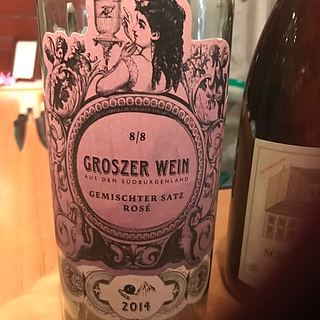 8/8
GROSZER WEIN
AUS DEM SÜDBURGENLAND
GEMISCHTER SATZ
ROSÉ
2014